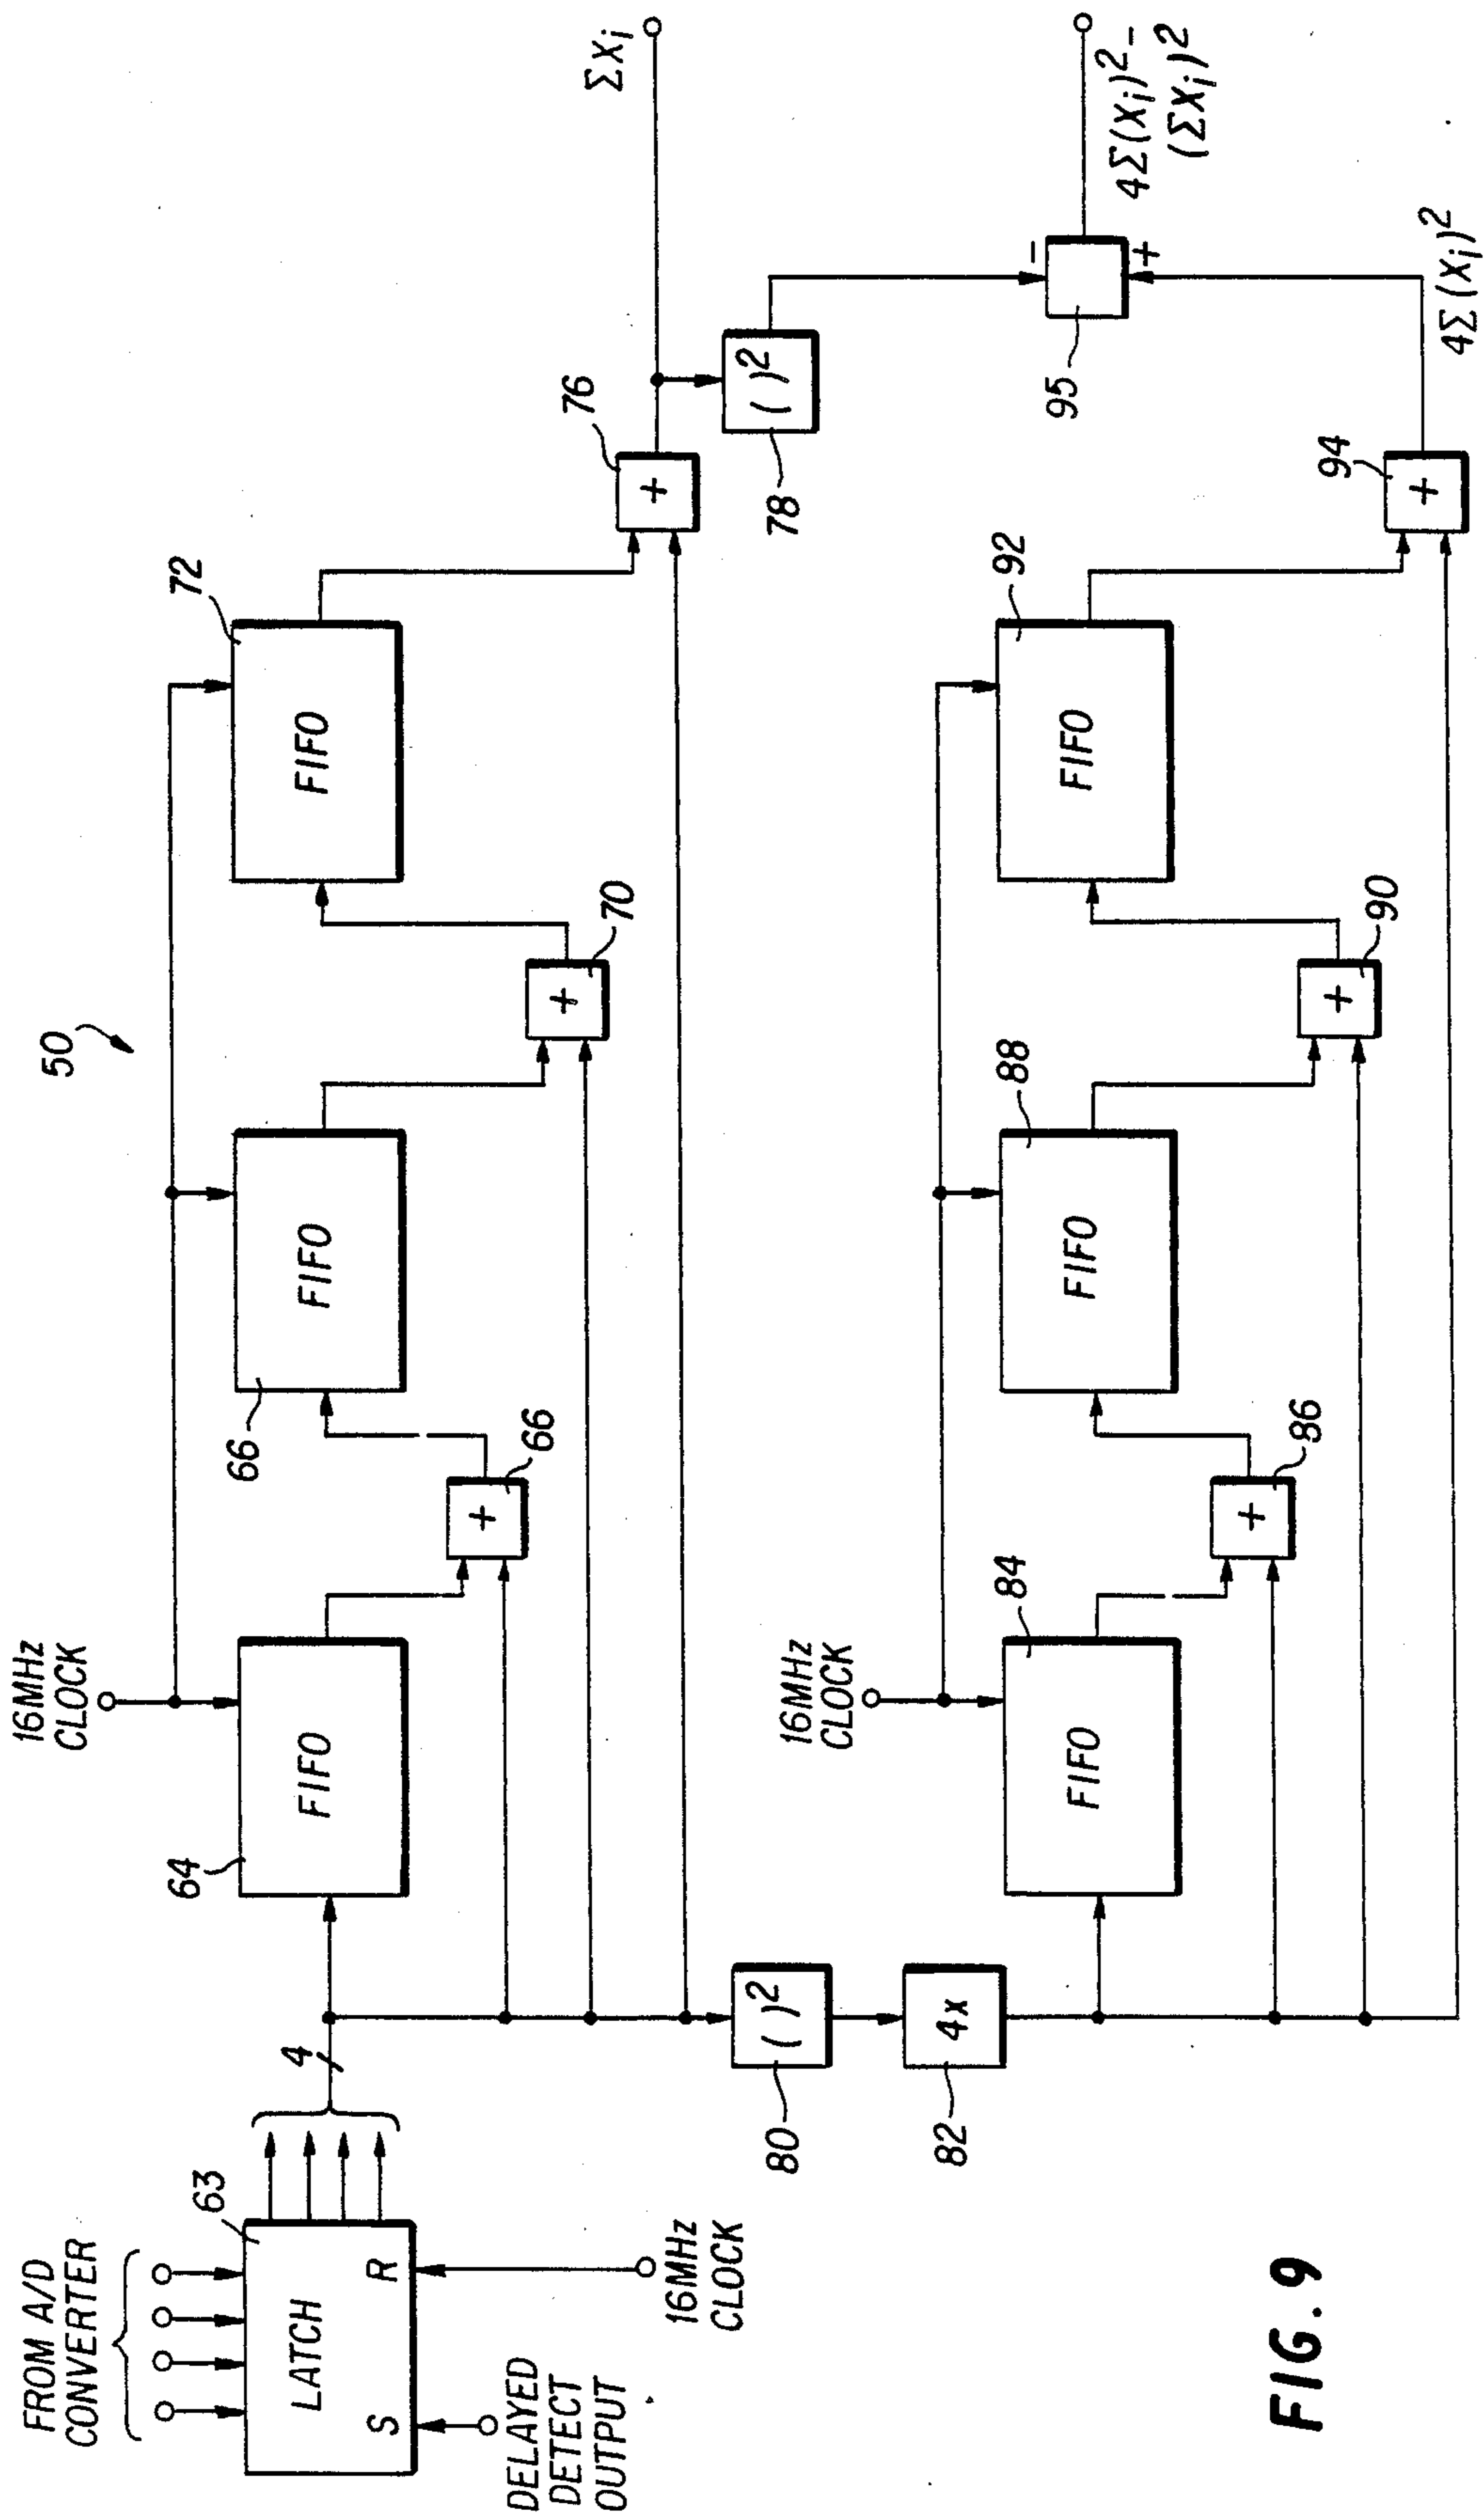 50
FROM A/D
CONVERTER
LATCH
63
S
R
DELAYED
DETECT
OUTPUT
16MHz
CLOCK
4
16MHz
CLOCK
64
FIFO
+
66
66
FIFO
+
70
72
FIFO
+
76
ΣXi
( )²
78
( )²
80
4x
82
16MHz
CLOCK
84
FIFO
+
86
88
FIFO
+
90
92
FIFO
+
94
4Σ(Xi)²
−
+
95
4Σ(Xi)²−
(ΣXi)²
FIG. 9